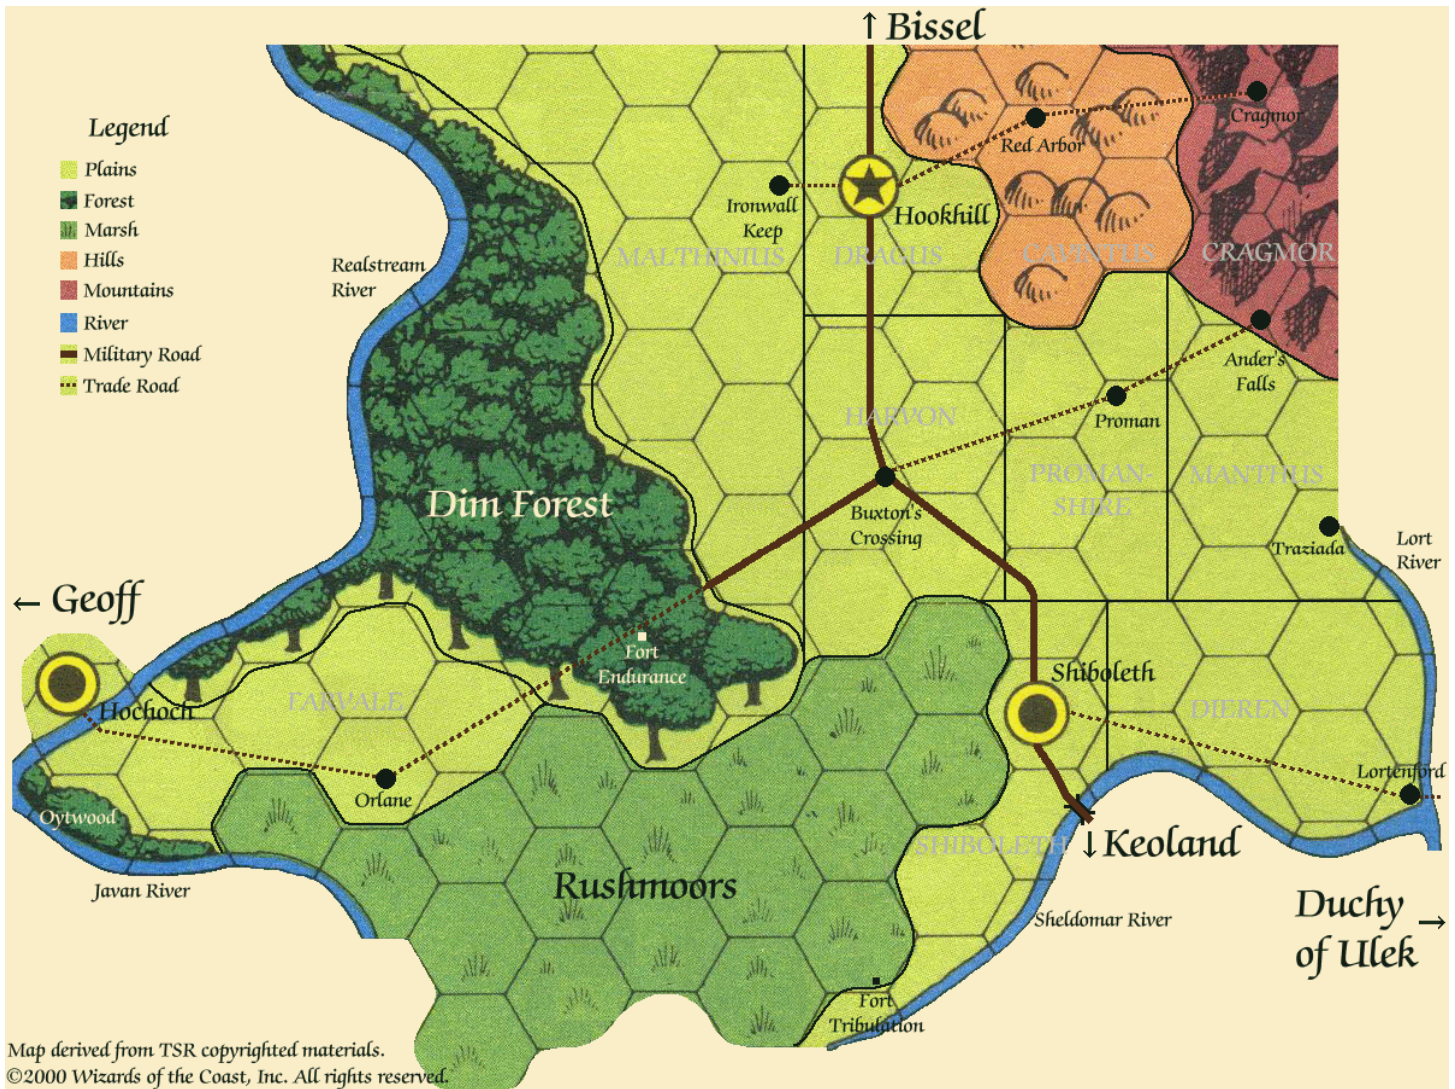 ↑ Bissel
Legend
Plains
Forest
Marsh
Hills
Mountains
River
Military Road
Trade Road
Cragmor
Red Arbor
Ironwall
Keep
Hookhill
MALTHINIUS
DRAGUS
CAVINTUS
CRAGMOR
Realstream
River
Ander's
Falls
Proman
HARVON
PROMAN-
SHIRE
MANTHUS
Dim Forest
Buxton's
Crossing
Traziada
Lort
River
← Geoff
Fort
Endurance
Shiboleth
Hochoch
EARVALE
DIEREN
Orlane
Lortenford
Oytwood
SHIBOLETH
↓ Keoland
Javan River
Rushmoors
Sheldomar River
Duchy →
of Ulek
Fort
Tribulation
Map derived from TSR copyrighted materials.
©2000 Wizards of the Coast, Inc. All rights reserved.